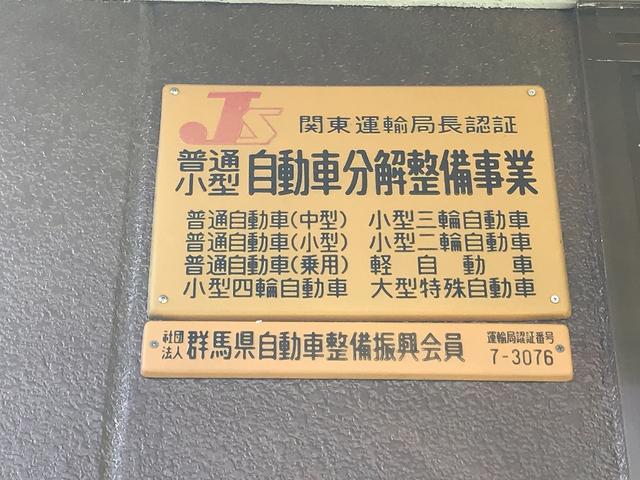 JS 関東運輸局長認証
普通
小型 自動車分解整備事業
普通自動車(中型) 小型三輪自動車
普通自動車(小型) 小型二輪自動車
普通自動車(乗用) 軽自動車
小型四輪自動車 大型特殊自動車
社団
法人 群馬県自動車整備振興会員 運輸局認証番号
7-3076